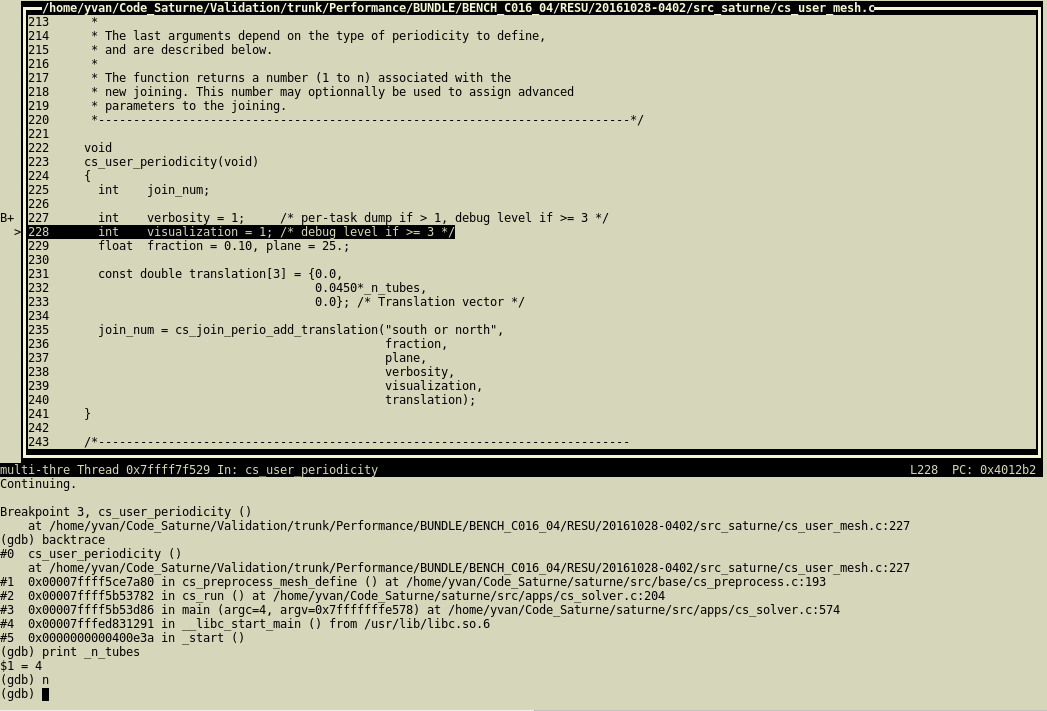 /home/yvan/Code_Saturne/Validation/trunk/Performance/BUNDLE/BENCH_C016_04/RESU/20161028-0402/src_saturne/cs_user_mesh.c
213      *
214      * The last arguments depend on the type of periodicity to define,
215      * and are described below.
216      *
217      * The function returns a number (1 to n) associated with the
218      * new joining. This number may optionnally be used to assign advanced
219      * parameters to the joining.
220      *----------------------------------------------------------------------------*/
221
222     void
223     cs_user_periodicity(void)
224     {
225       int    join_num;
226
B+ 227       int    verbosity = 1;     /* per-task dump if > 1, debug level if >= 3 */
> 228       int    visualization = 1; /* debug level if >= 3 */
229       float  fraction = 0.10, plane = 25.;
230
231       const double translation[3] = {0.0,
232                                      0.0450*_n_tubes,
233                                      0.0}; /* Translation vector */
234
235       join_num = cs_join_perio_add_translation("south or north",
236                                                fraction,
237                                                plane,
238                                                verbosity,
239                                                visualization,
240                                                translation);
241     }
242
243     /*----------------------------------------------------------------------------
multi-thre Thread 0x7ffff7f529 In: cs_user_periodicity    L228  PC: 0x4012b2
Continuing.
Breakpoint 3, cs_user_periodicity ()
    at /home/yvan/Code_Saturne/Validation/trunk/Performance/BUNDLE/BENCH_C016_04/RESU/20161028-0402/src_saturne/cs_user_mesh.c:227
(gdb) backtrace
#0  cs_user_periodicity ()
    at /home/yvan/Code_Saturne/Validation/trunk/Performance/BUNDLE/BENCH_C016_04/RESU/20161028-0402/src_saturne/cs_user_mesh.c:227
#1  0x00007ffff5ce7a80 in cs_preprocess_mesh_define () at /home/yvan/Code_Saturne/saturne/src/base/cs_preprocess.c:193
#2  0x00007ffff5b53782 in cs_run () at /home/yvan/Code_Saturne/saturne/src/apps/cs_solver.c:204
#3  0x00007ffff5b53d86 in main (argc=4, argv=0x7fffffffe578) at /home/yvan/Code_Saturne/saturne/src/apps/cs_solver.c:574
#4  0x00007fffed831291 in __libc_start_main () from /usr/lib/libc.so.6
#5  0x0000000000400e3a in _start ()
(gdb) print _n_tubes
$1 = 4
(gdb) n
(gdb)